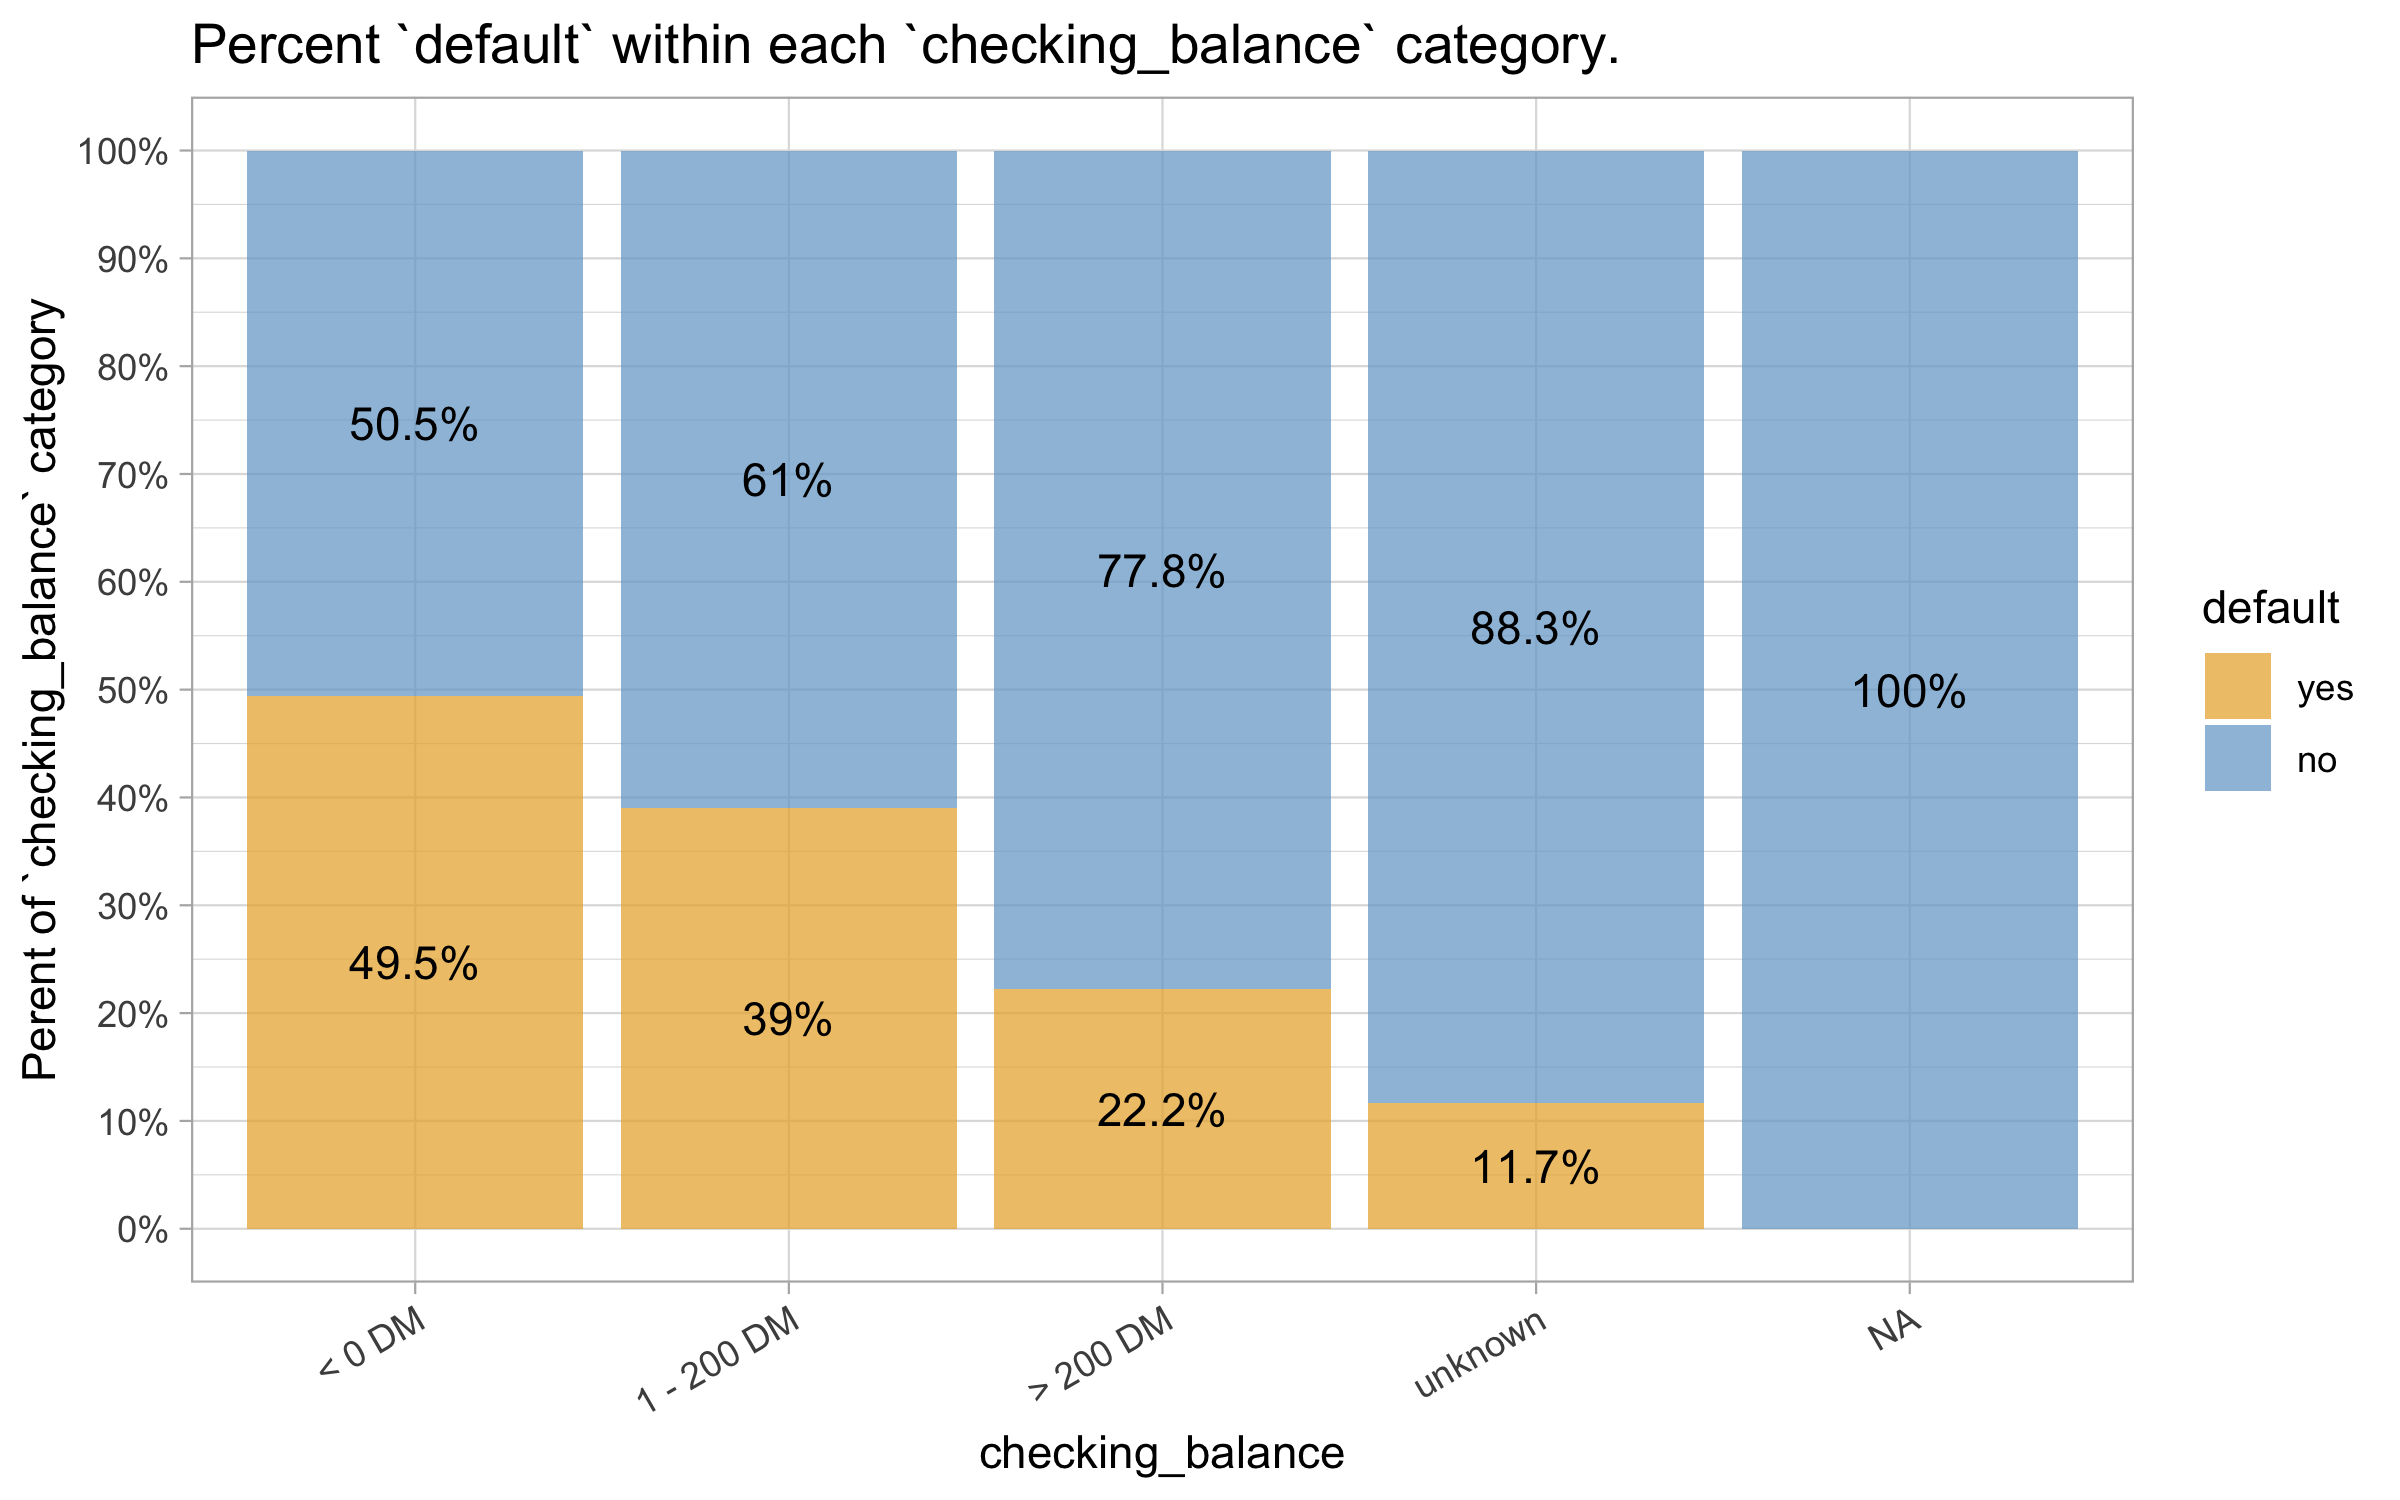 Percent `default` within each `checking_balance` category.
Perent of `checking_balance` category
100%
90%
80%
70%
60%
50%
40%
30%
20%
10%
0%
50.5%
49.5%
61%
39%
77.8%
22.2%
88.3%
11.7%
100%
< 0 DM
1 - 200 DM
> 200 DM
unknown
NA
checking_balance
default
yes
no